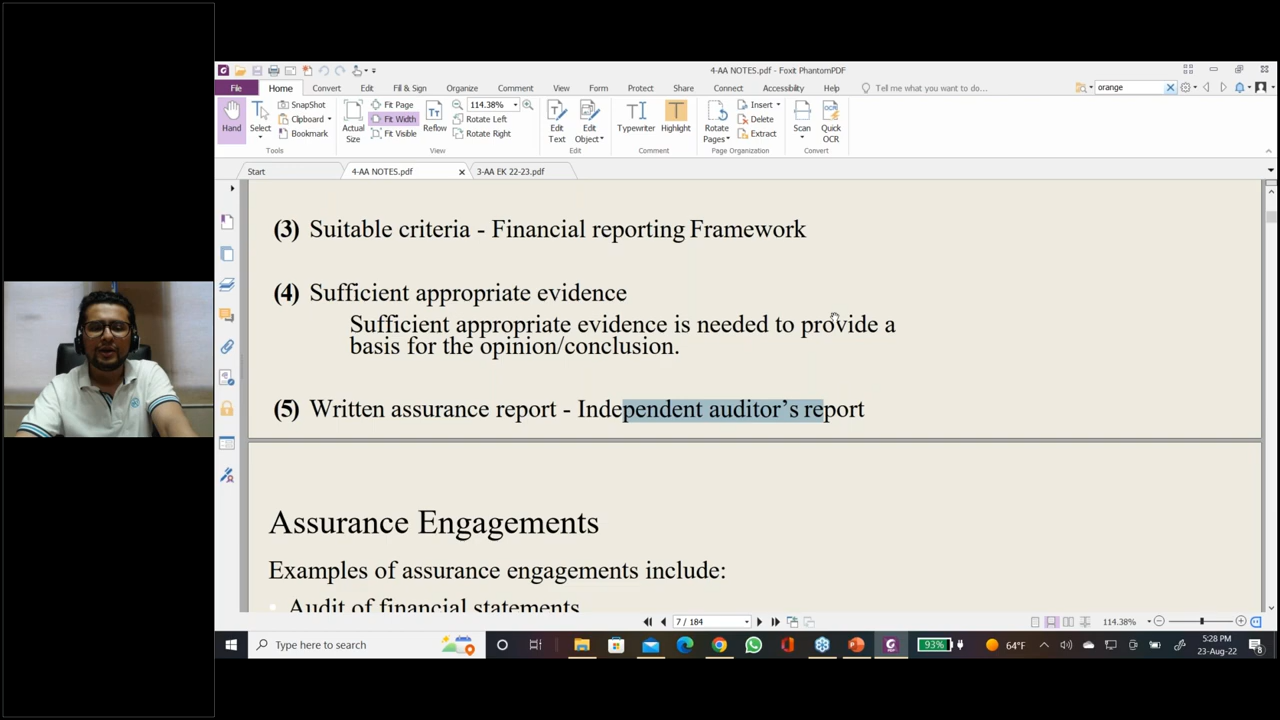 4-AA NOTES.pdf - Foxit PhantomPDF
File Home Convert Edit Fill & Sign Organize Comment View Form Protect Share Connect Accessibility Help Tell me what you want to do... orange
Hand
Select
SnapShot
Clipboard
Bookmark
Tools
Actual Size
Fit Page
Fit Width
Fit Visible
Reflow
114.38%
Rotate Left
Rotate Right
View
Edit Text
Edit Object
Edit
Typewriter
Highlight
Comment
Rotate Pages
Insert
Delete
Extract
Page Organization
Scan
Quick OCR
Convert
Start 4-AA NOTES.pdf 3-AA EK 22-23.pdf
(3) Suitable criteria - Financial reporting Framework
(4) Sufficient appropriate evidence
Sufficient appropriate evidence is needed to provide a
basis for the opinion/conclusion.
(5) Written assurance report - Independent auditor’s report
Assurance Engagements
Examples of assurance engagements include:
• Audit of financial statements
7 / 184 114.38%
Type here to search 93% 64°F 5:28 PM
23-Aug-22
8